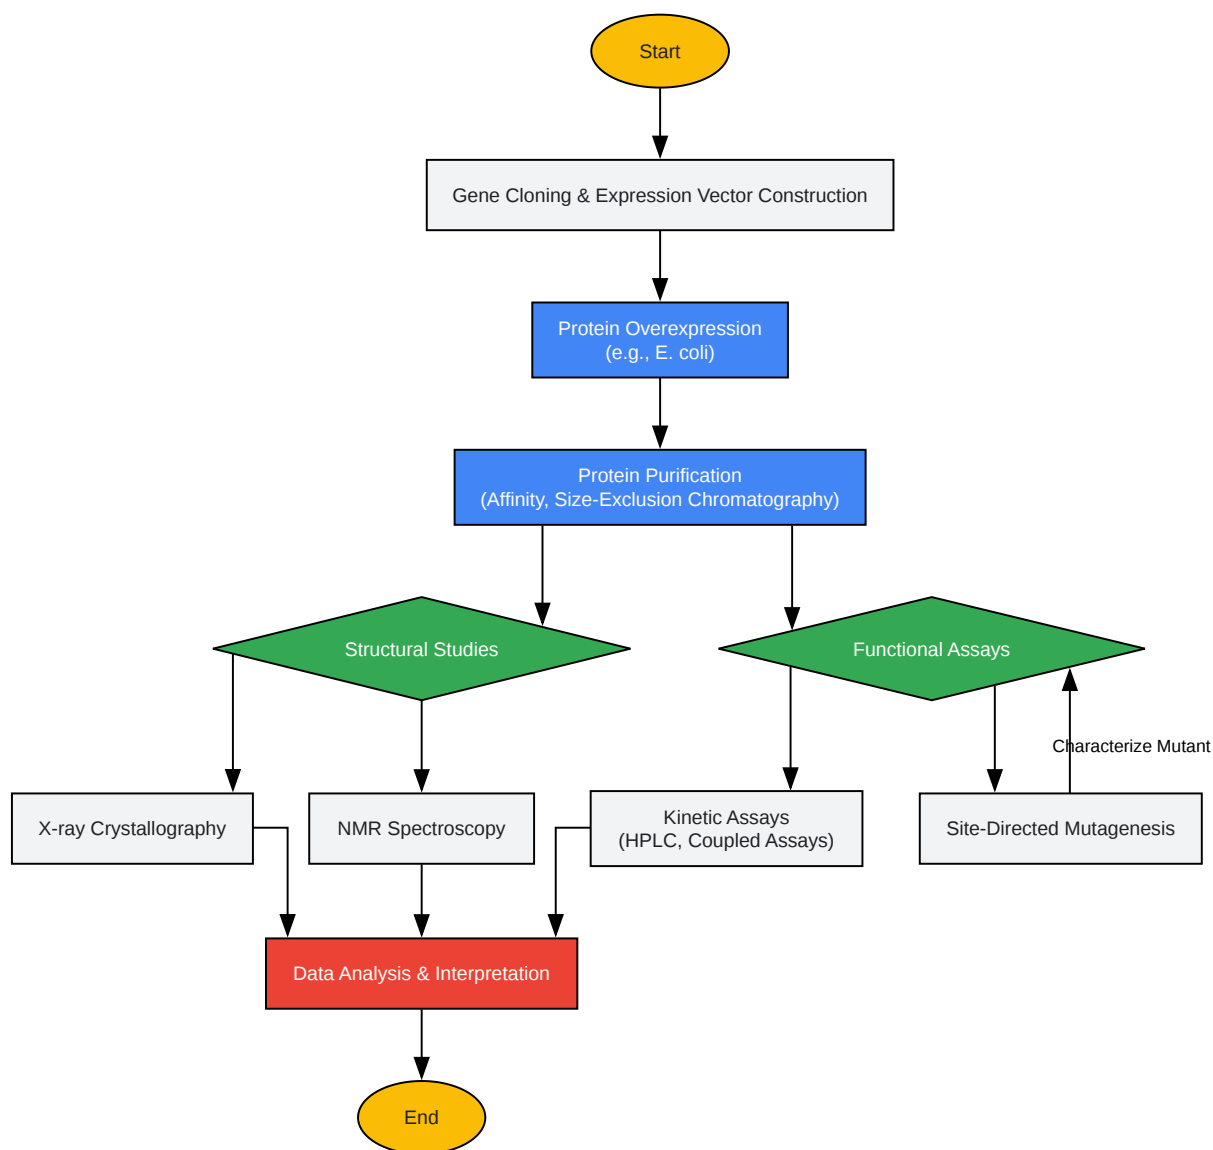 Start
Gene Cloning & Expression Vector Construction
Protein Overexpression
(e.g., E. coli)
Protein Purification
(Affinity, Size-Exclusion Chromatography)
Structural Studies
Functional Assays
Characterize Mutant
X-ray Crystallography
NMR Spectroscopy
Kinetic Assays
(HPLC, Coupled Assays)
Site-Directed Mutagenesis
Data Analysis & Interpretation
End